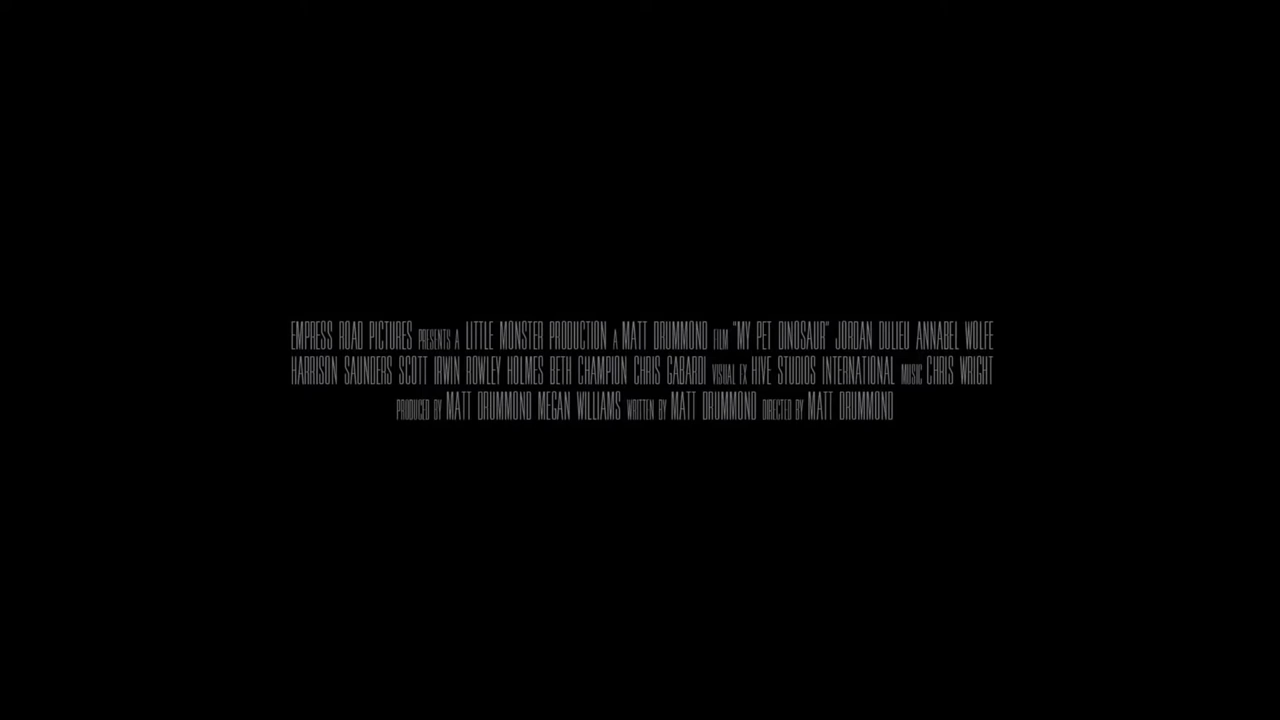 EMPRESS ROAD PICTURES PRESENTS A LITTLE MONSTER PRODUCTION A MATT DRUMMOND FILM "MY PET DINOSAUR" JORDAN DULIEU ANNABEL WOLFE
HARRISON SAUNDERS SCOTT IRWIN ROWLEY HOLMES BETH CHAMPION CHRIS GABARDI VISUAL FX HIVE STUDIOS INTERNATIONAL MUSIC CHRIS WRIGHT
PRODUCED BY MATT DRUMMOND MEGAN WILLIAMS WRITTEN BY MATT DRUMMOND DIRECTED BY MATT DRUMMOND